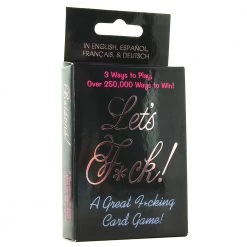 IN ENGLISH, ESPAÑOL,
FRANÇAIS, & DEUTSCH
3 Ways to Play,
Over 250,000 Ways to Win!
Let's
F*ck!
A Great F*cking
Card Game!